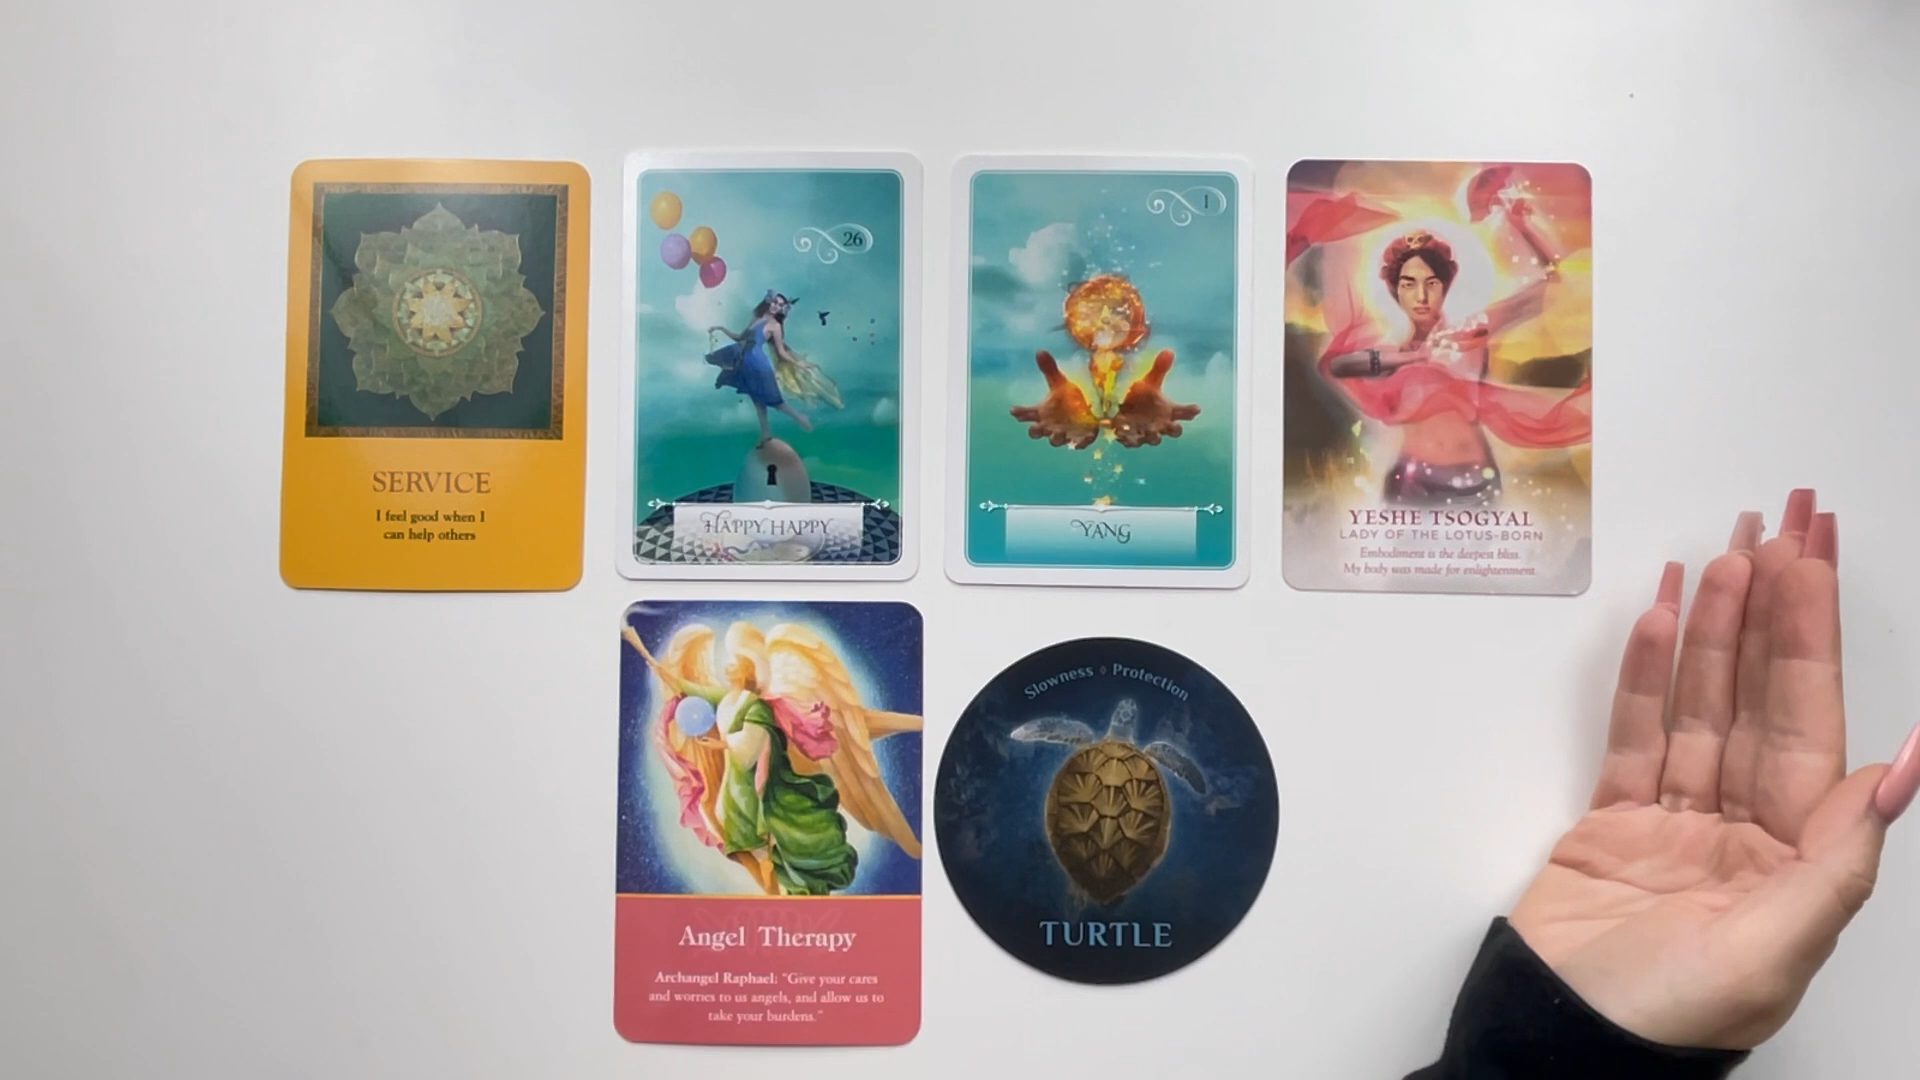 SERVICE
I feel good when I
can help others
26
HAPPY, HAPPY
1
YANG
YESHE TSOGYAL
LADY OF THE LOTUS-BORN
Embodiment is the deepest bliss.
My body was made for enlightenment.
Angel Therapy
Archangel Raphael: "Give your cares
and worries to us angels, and allow us to
take your burdens."
Slowness ◊ Protection
TURTLE